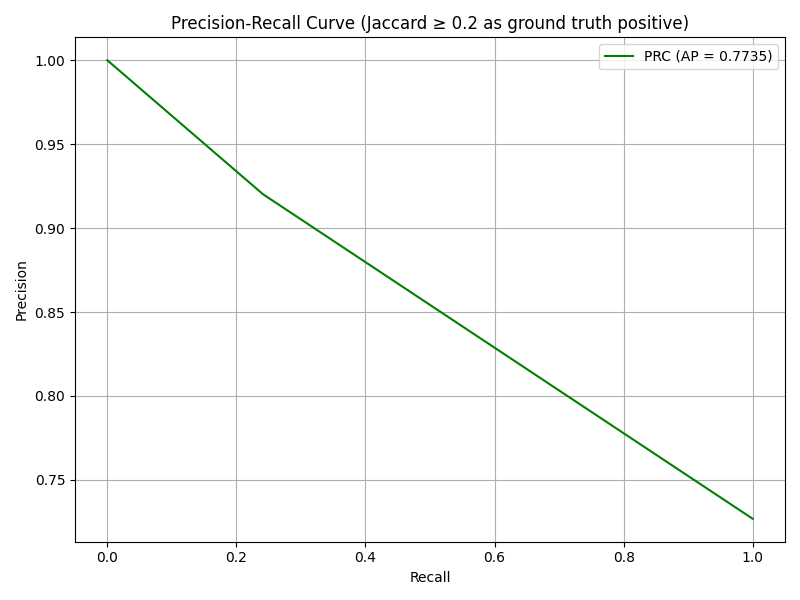 Precision-Recall Curve (Jaccard ≥ 0.2 as ground truth positive)
PRC (AP = 0.7735)
1.00
0.95
0.90
0.85
0.80
0.75
Precision
0.0 0.2 0.4 0.6 0.8 1.0
Recall